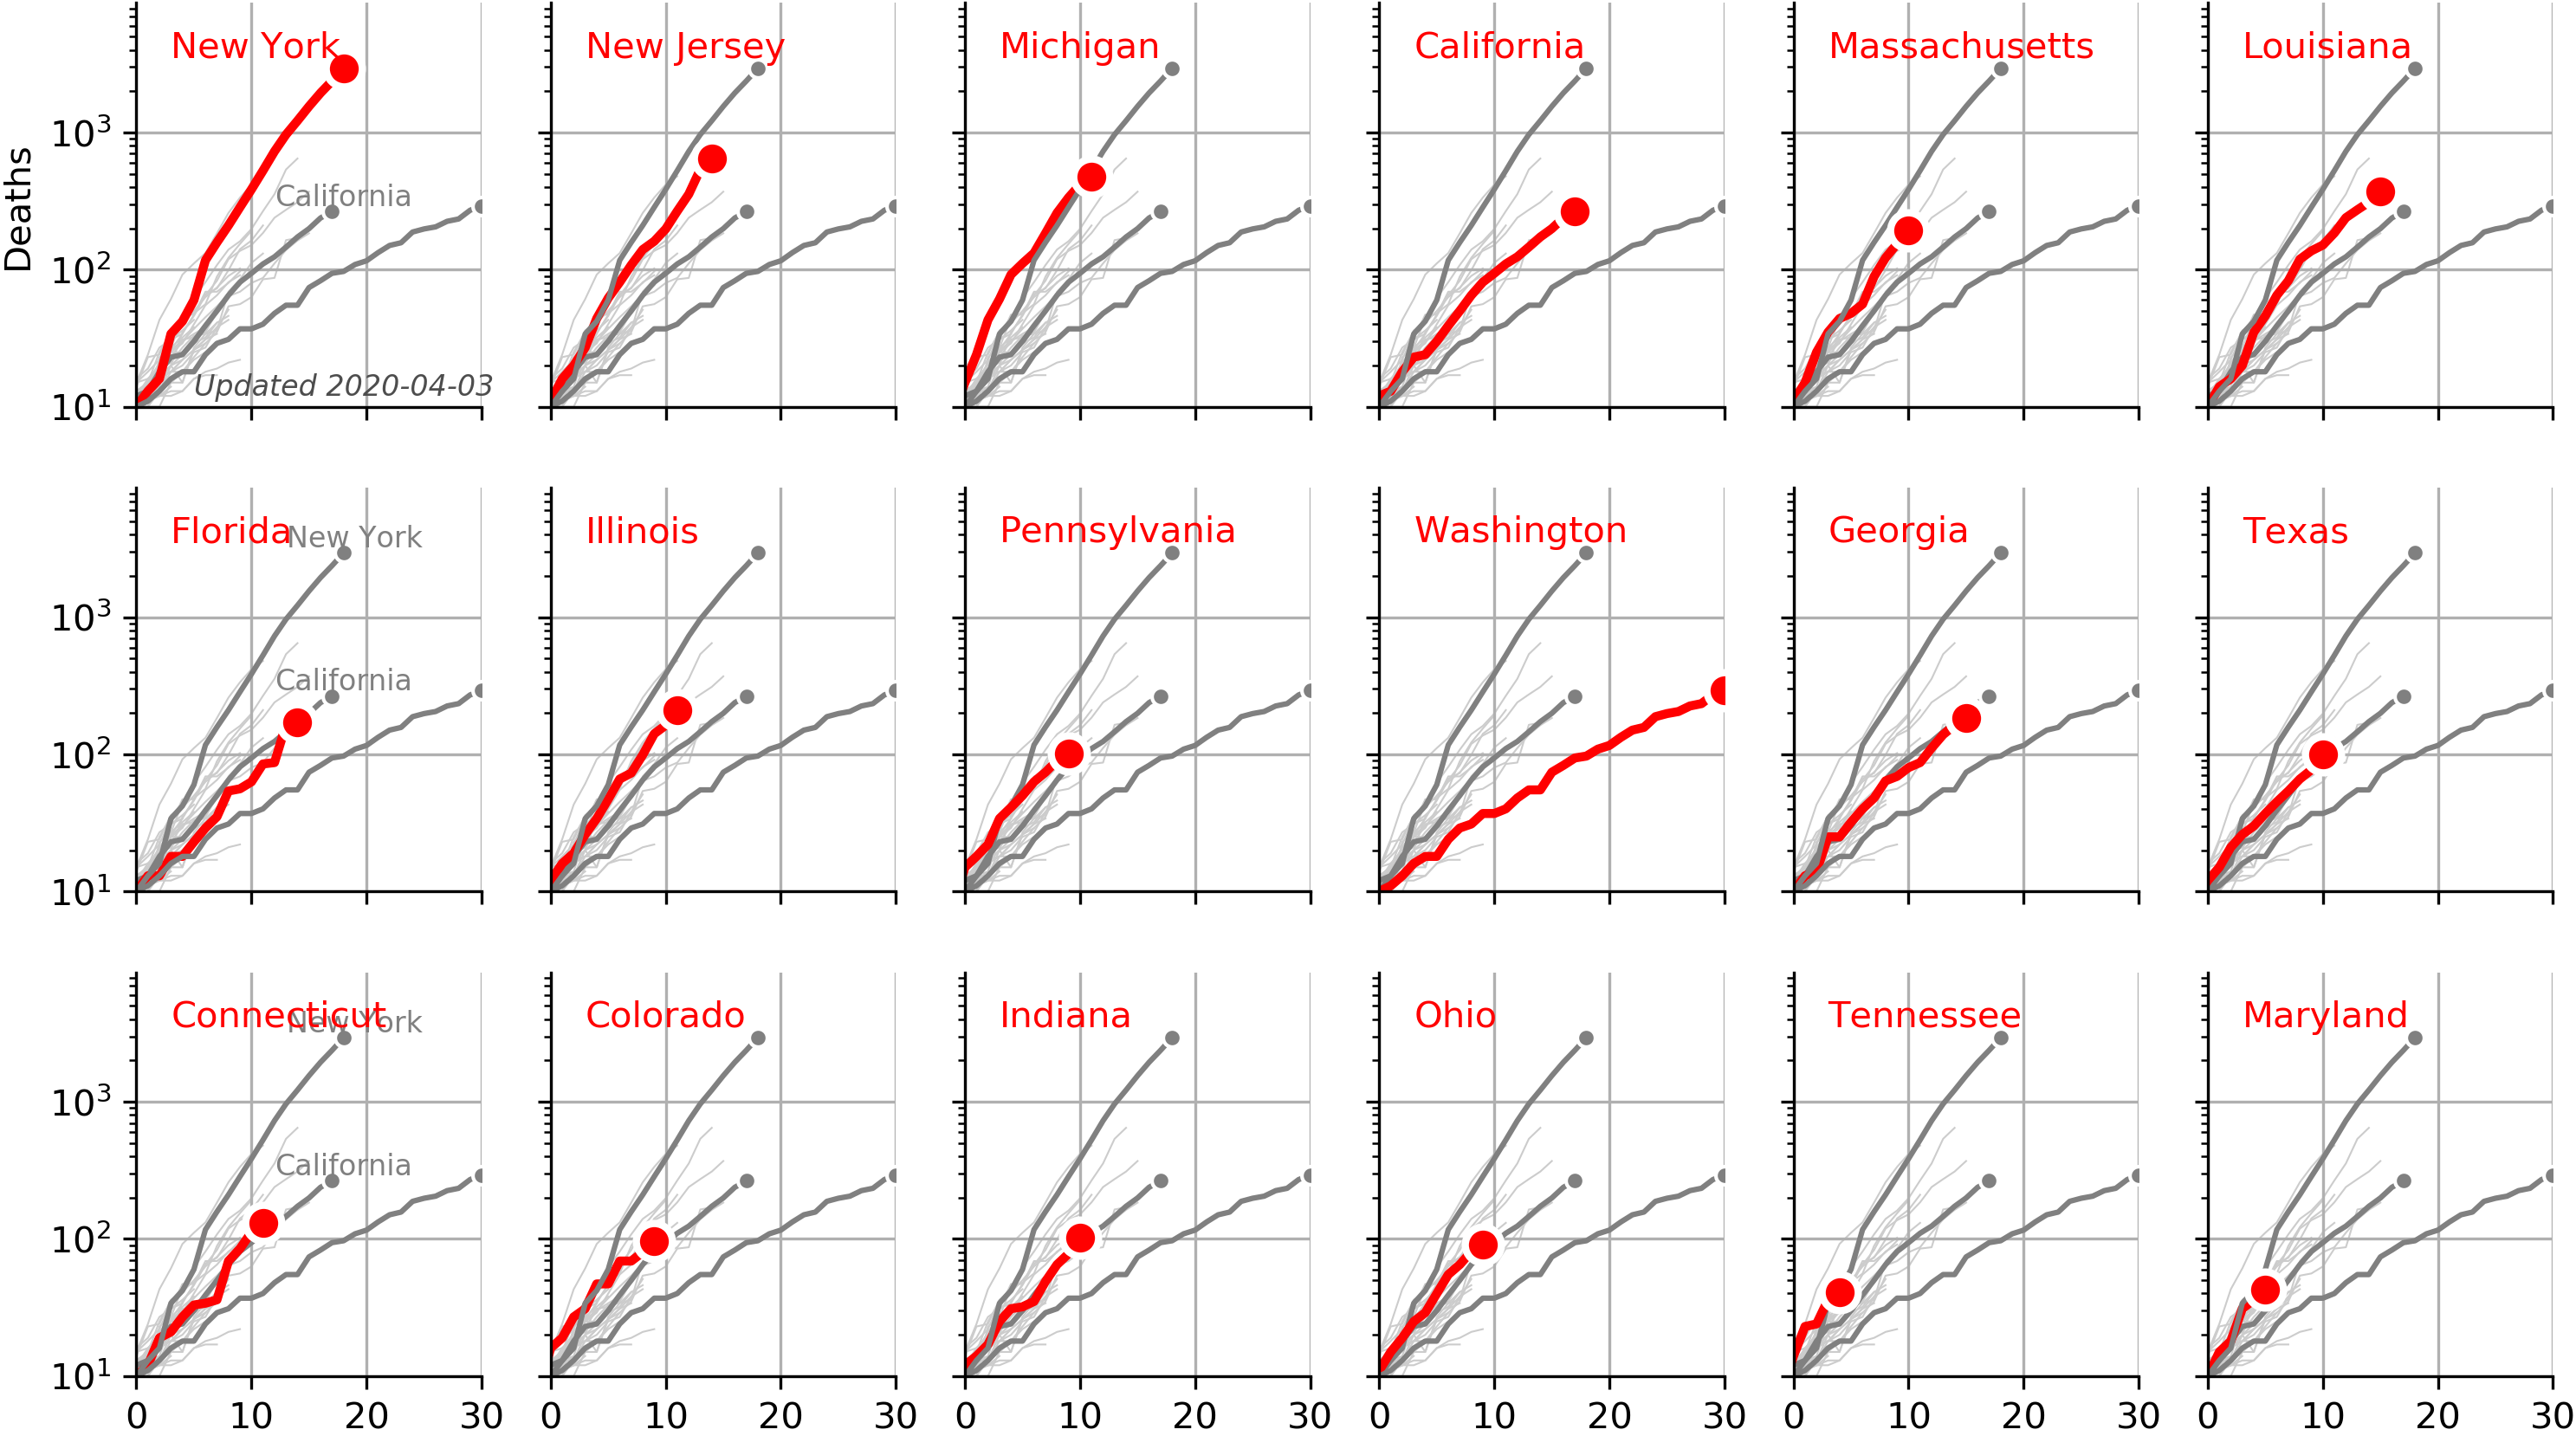 New York
New Jersey
Michigan
California
Massachusetts
Louisiana
Deaths
10³
10²
10¹
California
Updated 2020-04-03
Florida
New York
Illinois
Pennsylvania
Washington
Georgia
Texas
10³
10²
10¹
California
Connecticut
New York
Colorado
Indiana
Ohio
Tennessee
Maryland
10³
10²
10¹
California
0 10 20 30
0 10 20 30
0 10 20 30
0 10 20 30
0 10 20 30
0 10 20 30